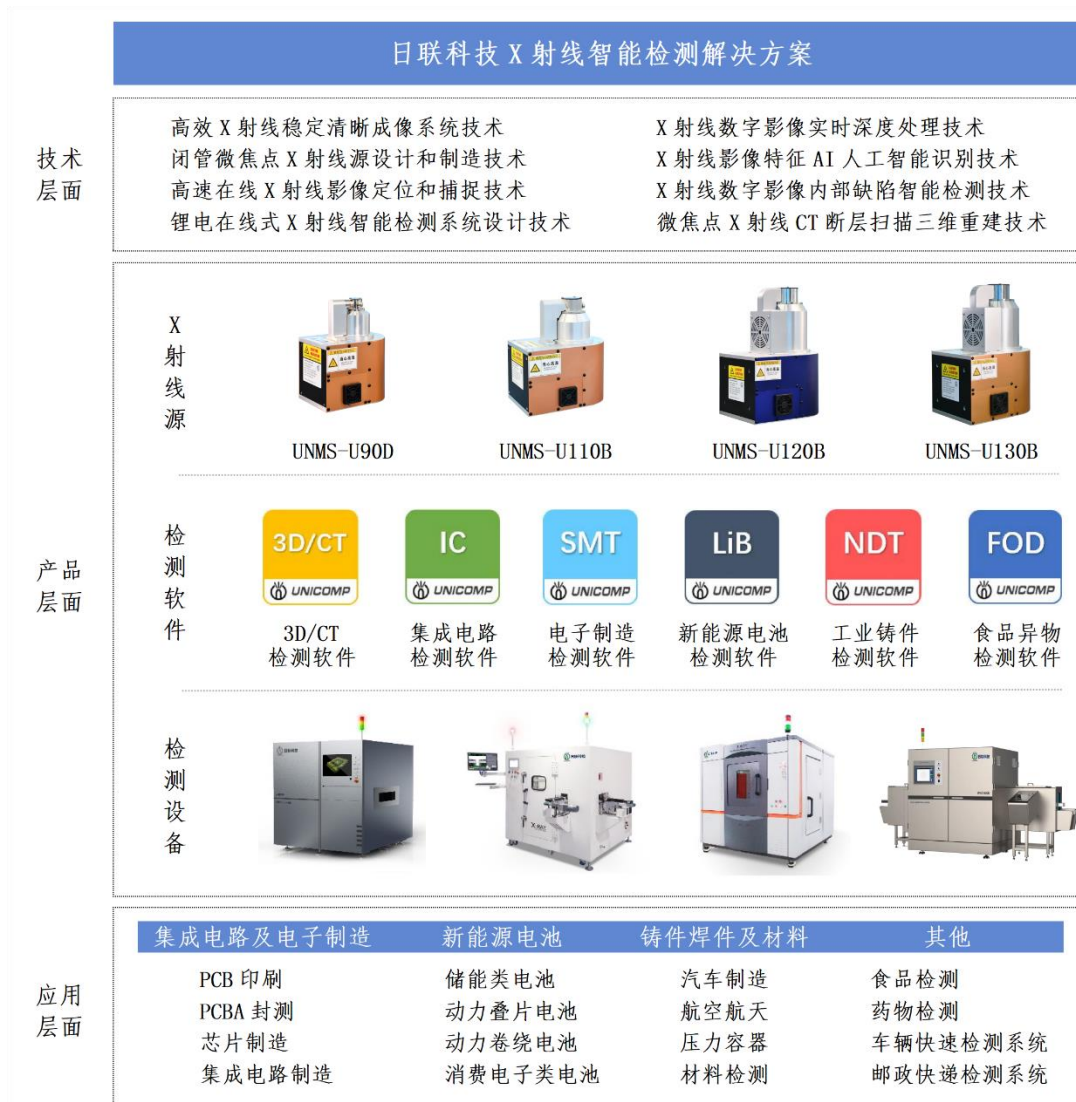 日联科技 X 射线智能检测解决方案
技术
层面
高效 X 射线稳定清晰成像系统技术
闭管微焦点 X 射线源设计和制造技术
高速在线 X 射线影像定位和捕捉技术
锂电在线式 X 射线智能检测系统设计技术
X 射线数字影像实时深度处理技术
X 射线影像特征 AI 人工智能识别技术
X 射线数字影像内部缺陷智能检测技术
微焦点 X 射线 CT 断层扫描三维重建技术
产品
层面
X
射
线
源
UNMS-U90D
UNMS-U110B
UNMS-U120B
UNMS-U130B
检
测
软
件
3D/CT
UNICOMP
IC
UNICOMP
SMT
UNICOMP
LiB
UNICOMP
NDT
UNICOMP
FOD
UNICOMP
3D/CT
检测软件
集成电路
检测软件
电子制造
检测软件
新能源电池
检测软件
工业铸件
检测软件
食品异物
检测软件
检
测
设
备
应用
层面
集成电路及电子制造
PCB 印刷
PCBA 封测
芯片制造
集成电路制造
新能源电池
储能类电池
动力叠片电池
动力卷绕电池
消费电子类电池
铸件焊件及材料
汽车制造
航空航天
压力容器
材料检测
其他
食品检测
药物检测
车辆快速检测系统
邮政快递检测系统